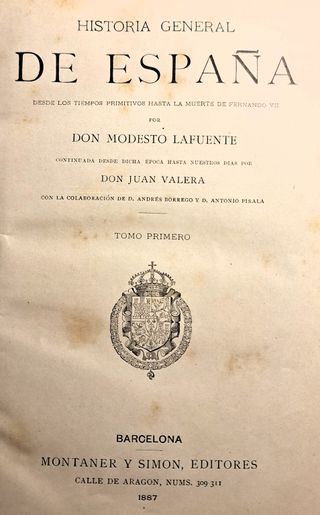 HISTORIA GENERAL
DE ESPAÑA
DESDE LOS TIEMPOS PRIMITIVOS HASTA LA MUERTE DE FERNANDO VII
POR
DON MODESTO LAFUENTE
CONTINUADA DESDE DICHA ÉPOCA HASTA NUESTROS DÍAS POR
DON JUAN VALERA
CON LA COLABORACIÓN DE D. ANDRÉS BORREGO Y D. ANTONIO PIRALA
TOMO PRIMERO
BARCELONA
MONTANER Y SIMON, EDITORES
CALLE DE ARAGON, NUMS. 309 311
1887